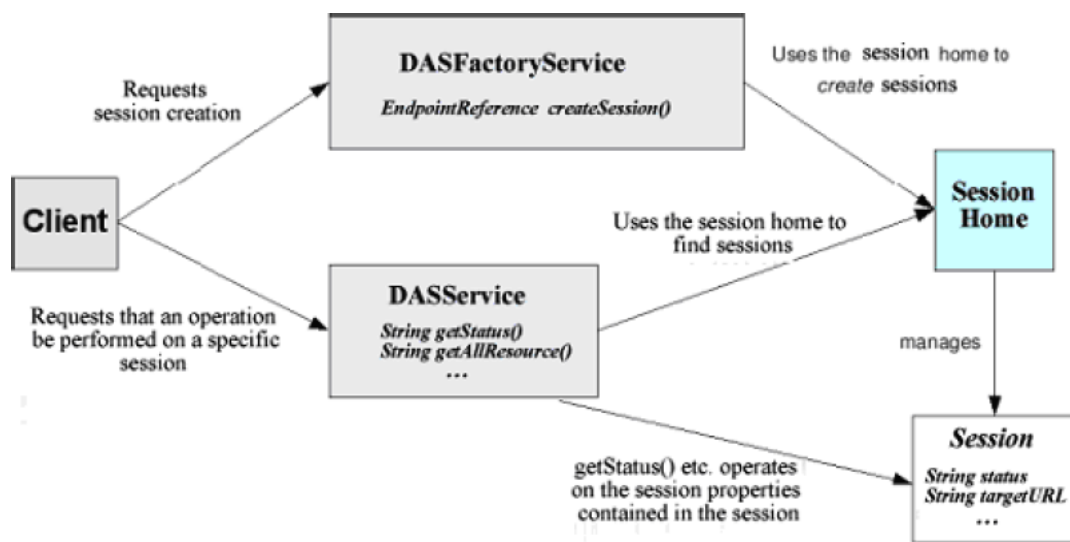 DASFactoryService
EndpointReference createSession()
Uses the session home to
create sessions
Requests
session creation
Client
Session
Home
Uses the session home to
find sessions
DASService
String getStatus()
String getAllResource()
...
Requests that an operation
be performed on a specific
session
manages
Session
String status
String targetURL
...
getStatus() etc. operates
on the session properties
contained in the session